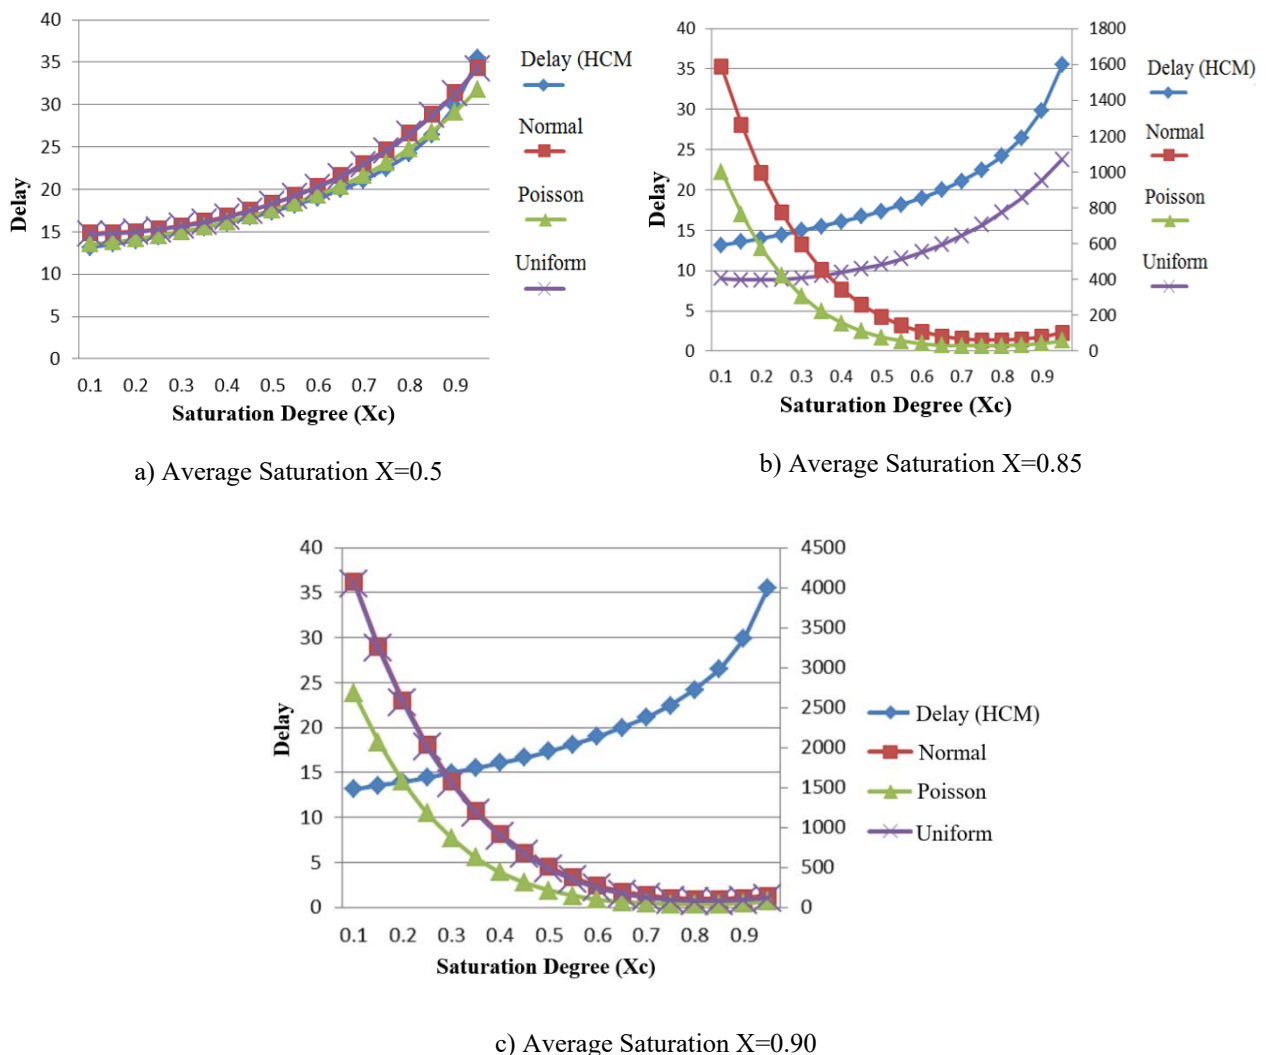 40
35
30
25
20
15
10
5
0
Delay
0.1 0.2 0.3 0.4 0.5 0.6 0.7 0.8 0.9
Saturation Degree (Xc)
Delay (HCM
Normal
Poisson
Uniform
a) Average Saturation X=0.5
40
35
30
25
20
15
10
5
0
Delay
1800
1600
1400
1200
1000
800
600
400
200
0
0.1 0.2 0.3 0.4 0.5 0.6 0.7 0.8 0.9
Saturation Degree (Xc)
Delay (HCM)
Normal
Poisson
Uniform
b) Average Saturation X=0.85
40
35
30
25
20
15
10
5
0
Delay
4500
4000
3500
3000
2500
2000
1500
1000
500
0
0.1 0.2 0.3 0.4 0.5 0.6 0.7 0.8 0.9
Saturation Degree (Xc)
Delay (HCM)
Normal
Poisson
Uniform
c) Average Saturation X=0.90